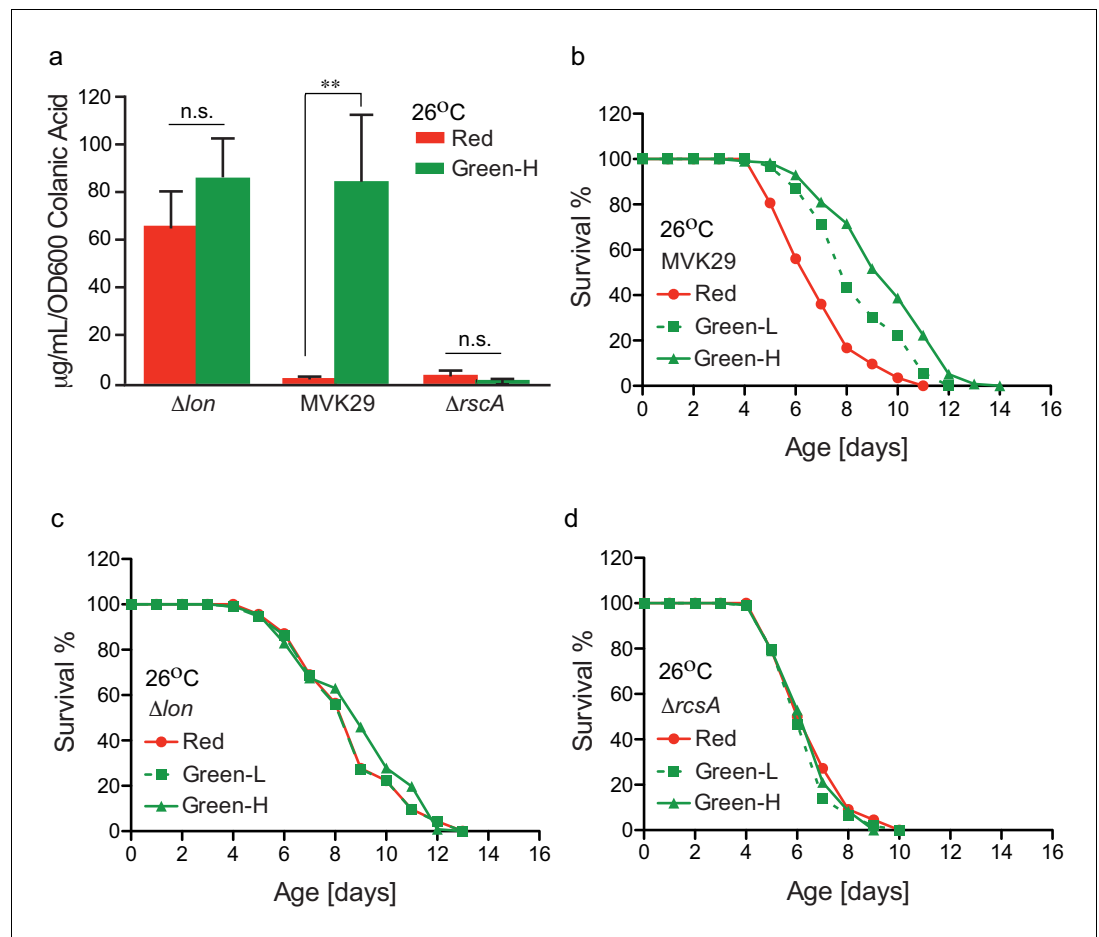 a
120
100
80
60
40
20
0
µg/mL/OD600 Colanic Acid
n.s.
**
n.s.
26⁰C
Red
Green-H
Δlon
MVK29
ΔrscA
b
120
100
80
60
40
20
0
Survival %
26⁰C
MVK29
Red
Green-L
Green-H
0 2 4 6 8 10 12 14 16
Age [days]
c
120
100
80
60
40
20
0
Survival %
26⁰C
Δlon
Red
Green-L
Green-H
0 2 4 6 8 10 12 14 16
Age [days]
d
120
100
80
60
40
20
0
Survival %
26⁰C
ΔrcsA
Red
Green-L
Green-H
0 2 4 6 8 10 12 14 16
Age [days]